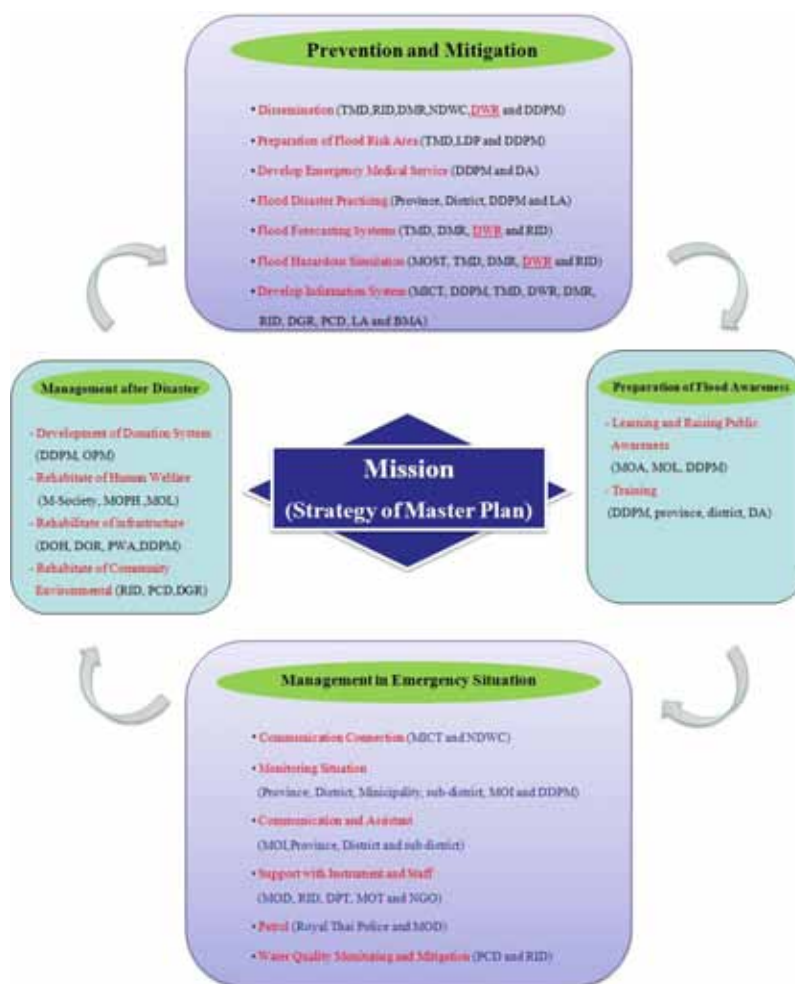 Prevention and Mitigation
• Dissemination (TMD,RID,DMR,NDWC,DWR and DDPM)
• Preparation of Flood Risk Area (TMD,LDP and DDPM)
• Develop Emergency Medical Service (DDPM and DA)
• Flood Disaster Practicing (Province, District, DDPM and LA)
• Flood Forecasting Systems (TMD, DMR, DWR and RID)
• Flood Hazardous Simulation (MOST, TMD, DMR, DWR and RID)
• Develop Information System (MICT, DDPM, TMD, DWR, DMR,
RID, DGR, PCD, LA and BMA)
Management after Disaster
- Development of Donation System
(DDPM, OPM)
- Rehabitate of Human Welfare
(M-Society, MOPH ,MOL)
- Rehabilitate of infrastructure
(DOH, DOR, PWA,DDPM)
- Rehabitate of Community
Environmental (RID, PCD,DGR)
Mission
(Strategy of Master Plan)
Preparation of Flood Awareness
- Learning and Raising Public
Awareness
(MOA, MOL, DDPM)
- Training
(DDPM, province, district, DA)
Management in Emergency Situation
• Communication Connection (MICT and NDWC)
• Monitoring Situation
(Province, District, Minicipality, sub-district, MOI and DDPM)
• Communication and Assistant
(MOI,Province, District and sub-district)
• Support with Instrument and Staff
(MOD, RID, DPT, MOT and NGO)
• Petrol (Royal Thai Police and MOD)
• Water Quality Monitoring and Mitigation (PCD and RID)